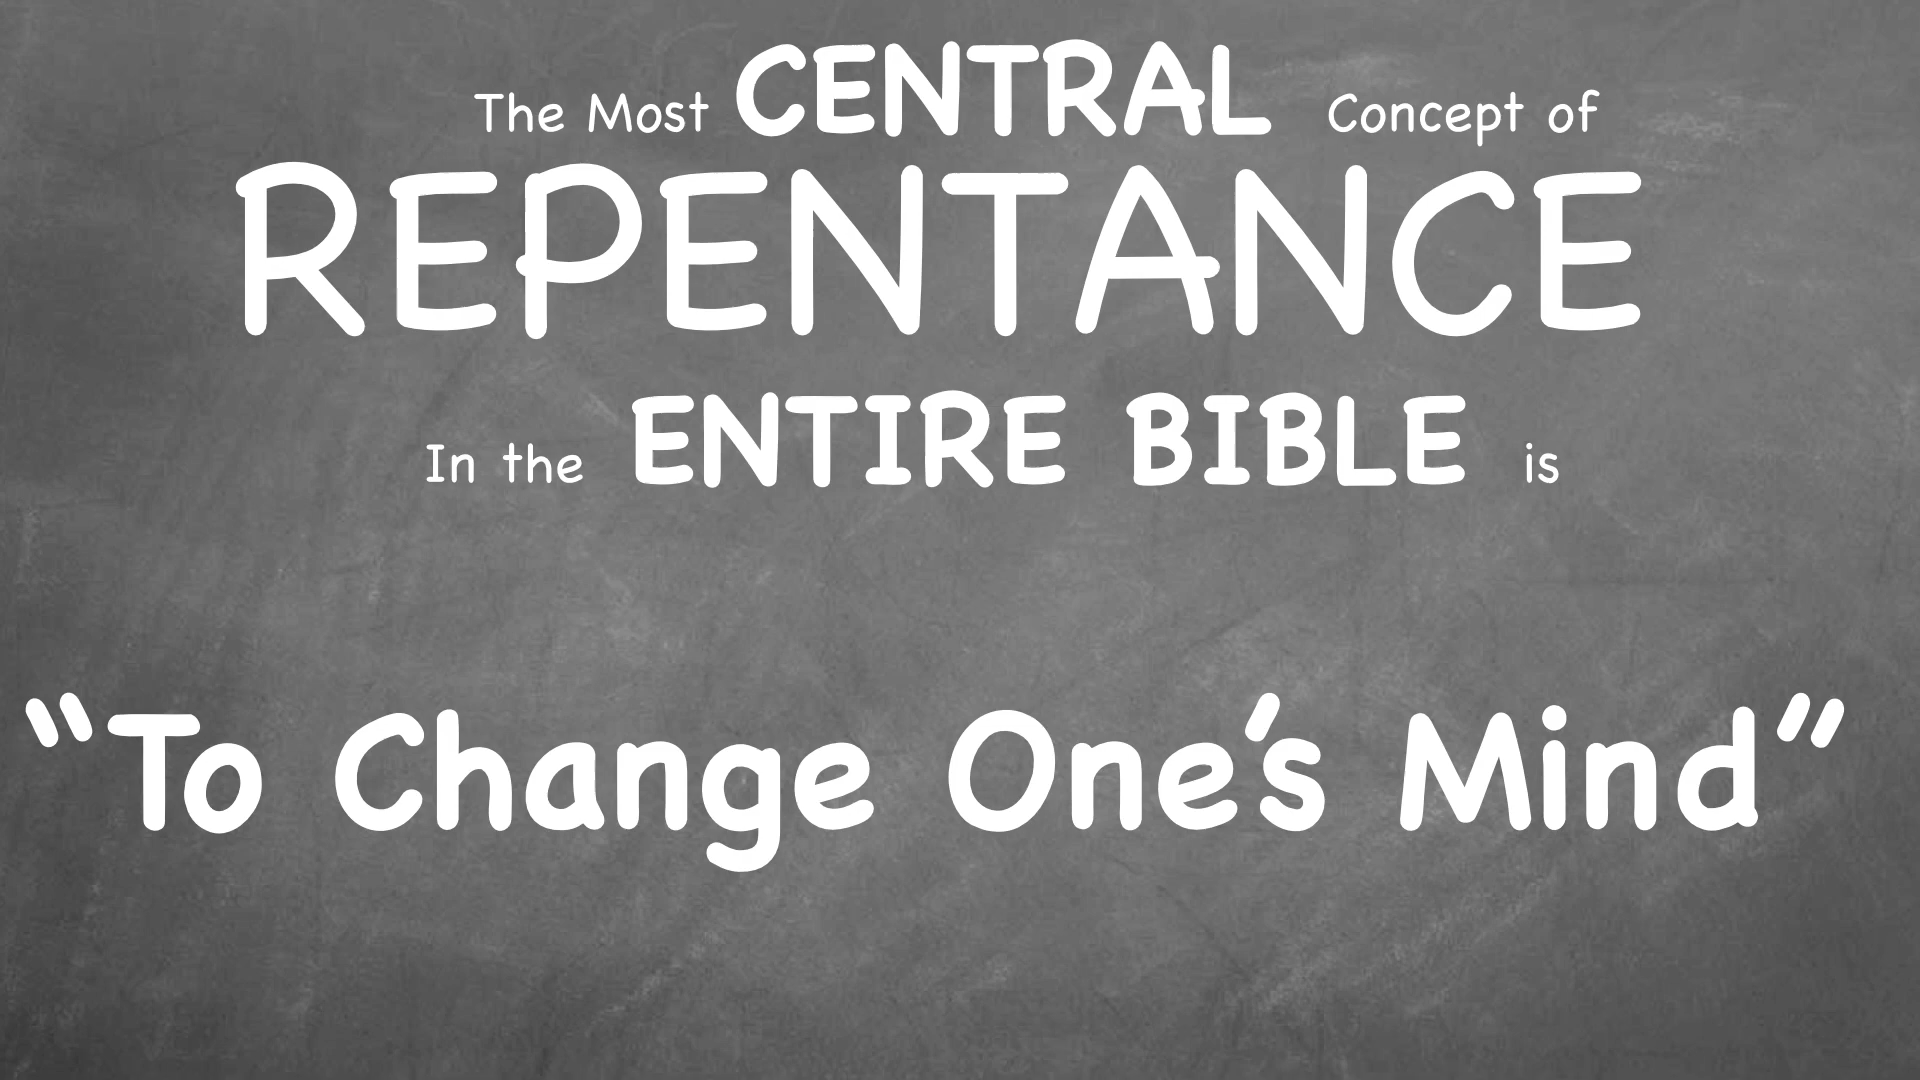 The Most CENTRAL Concept of
REPENTANCE
In the ENTIRE BIBLE is
“To Change One’s Mind”